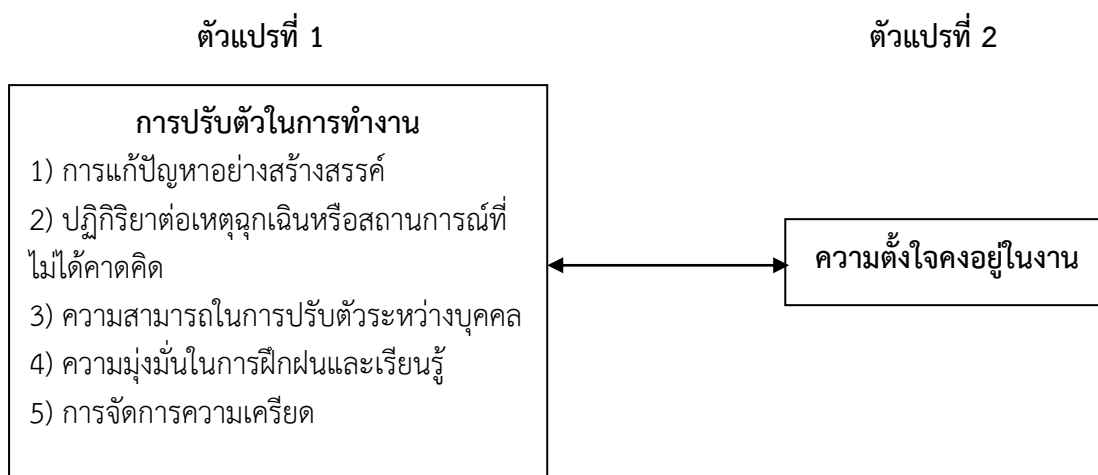 ตัวแปรที่ 1
ตัวแปรที่ 2
การปรับตัวในการทำงาน
1) การแก้ปัญหาอย่างสร้างสรรค์
2) ปฏิกิริยาต่อเหตุฉุกเฉินหรือสถานการณ์ที่
ไม่ได้คาดคิด
3) ความสามารถในการปรับตัวระหว่างบุคคล
4) ความมุ่งมั่นในการฝึกฝนและเรียนรู้
5) การจัดการความเครียด
ความตั้งใจคงอยู่ในงาน